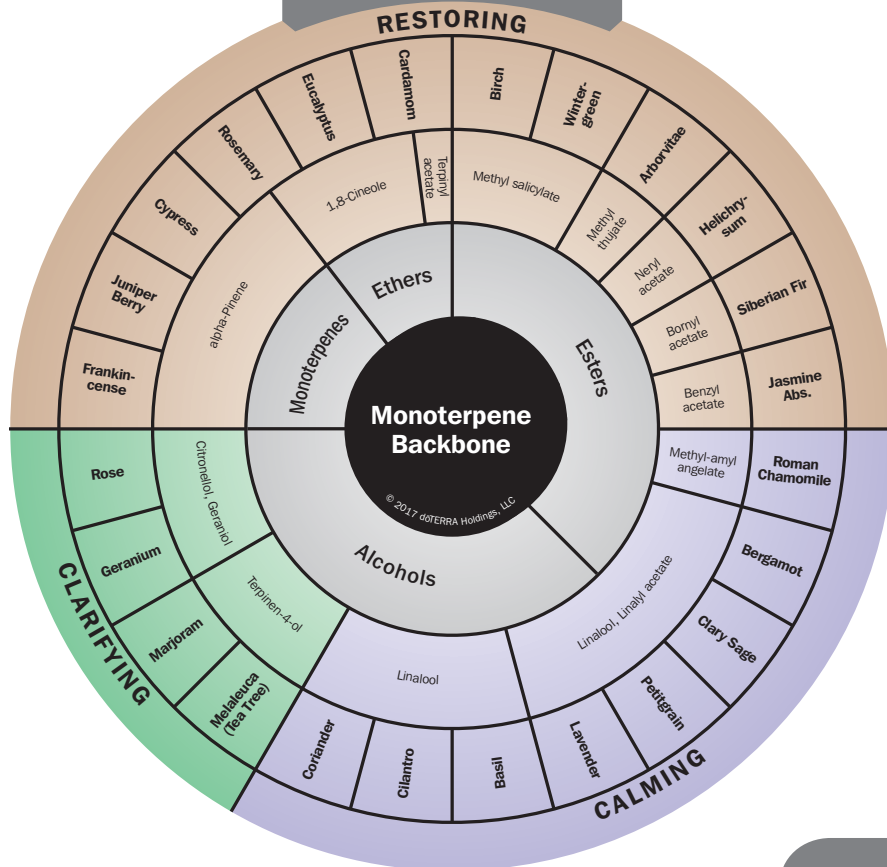 RESTORING
Frankin-
cense
Juniper
Berry
Cypress
Rosemary
Eucalyptus
Cardamom
Birch
Winter-
green
Arborvitae
Helichry-
sum
Siberian Fir
Jasmine
Abs.
alpha-Pinene
1,8-Cineole
Terpinyl
acetate
Methyl salicylate
Methyl
thujate
Neryl
acetate
Bornyl
acetate
Benzyl
acetate
Monoterpenes
Ethers
Esters
Monoterpene
Backbone
© 2017 dōTERRA Holdings, LLC
Alcohols
Citronellol, Geraniol
Terpinen-4-ol
Linalool
Linalool, Linalyl acetate
Methyl-amyl
angelate
Rose
Geranium
Marjoram
Melaleuca
(Tea Tree)
Coriander
Cilantro
Basil
Lavender
Petitgrain
Clary Sage
Bergamot
Roman
Chamomile
CLARIFYING
CALMING